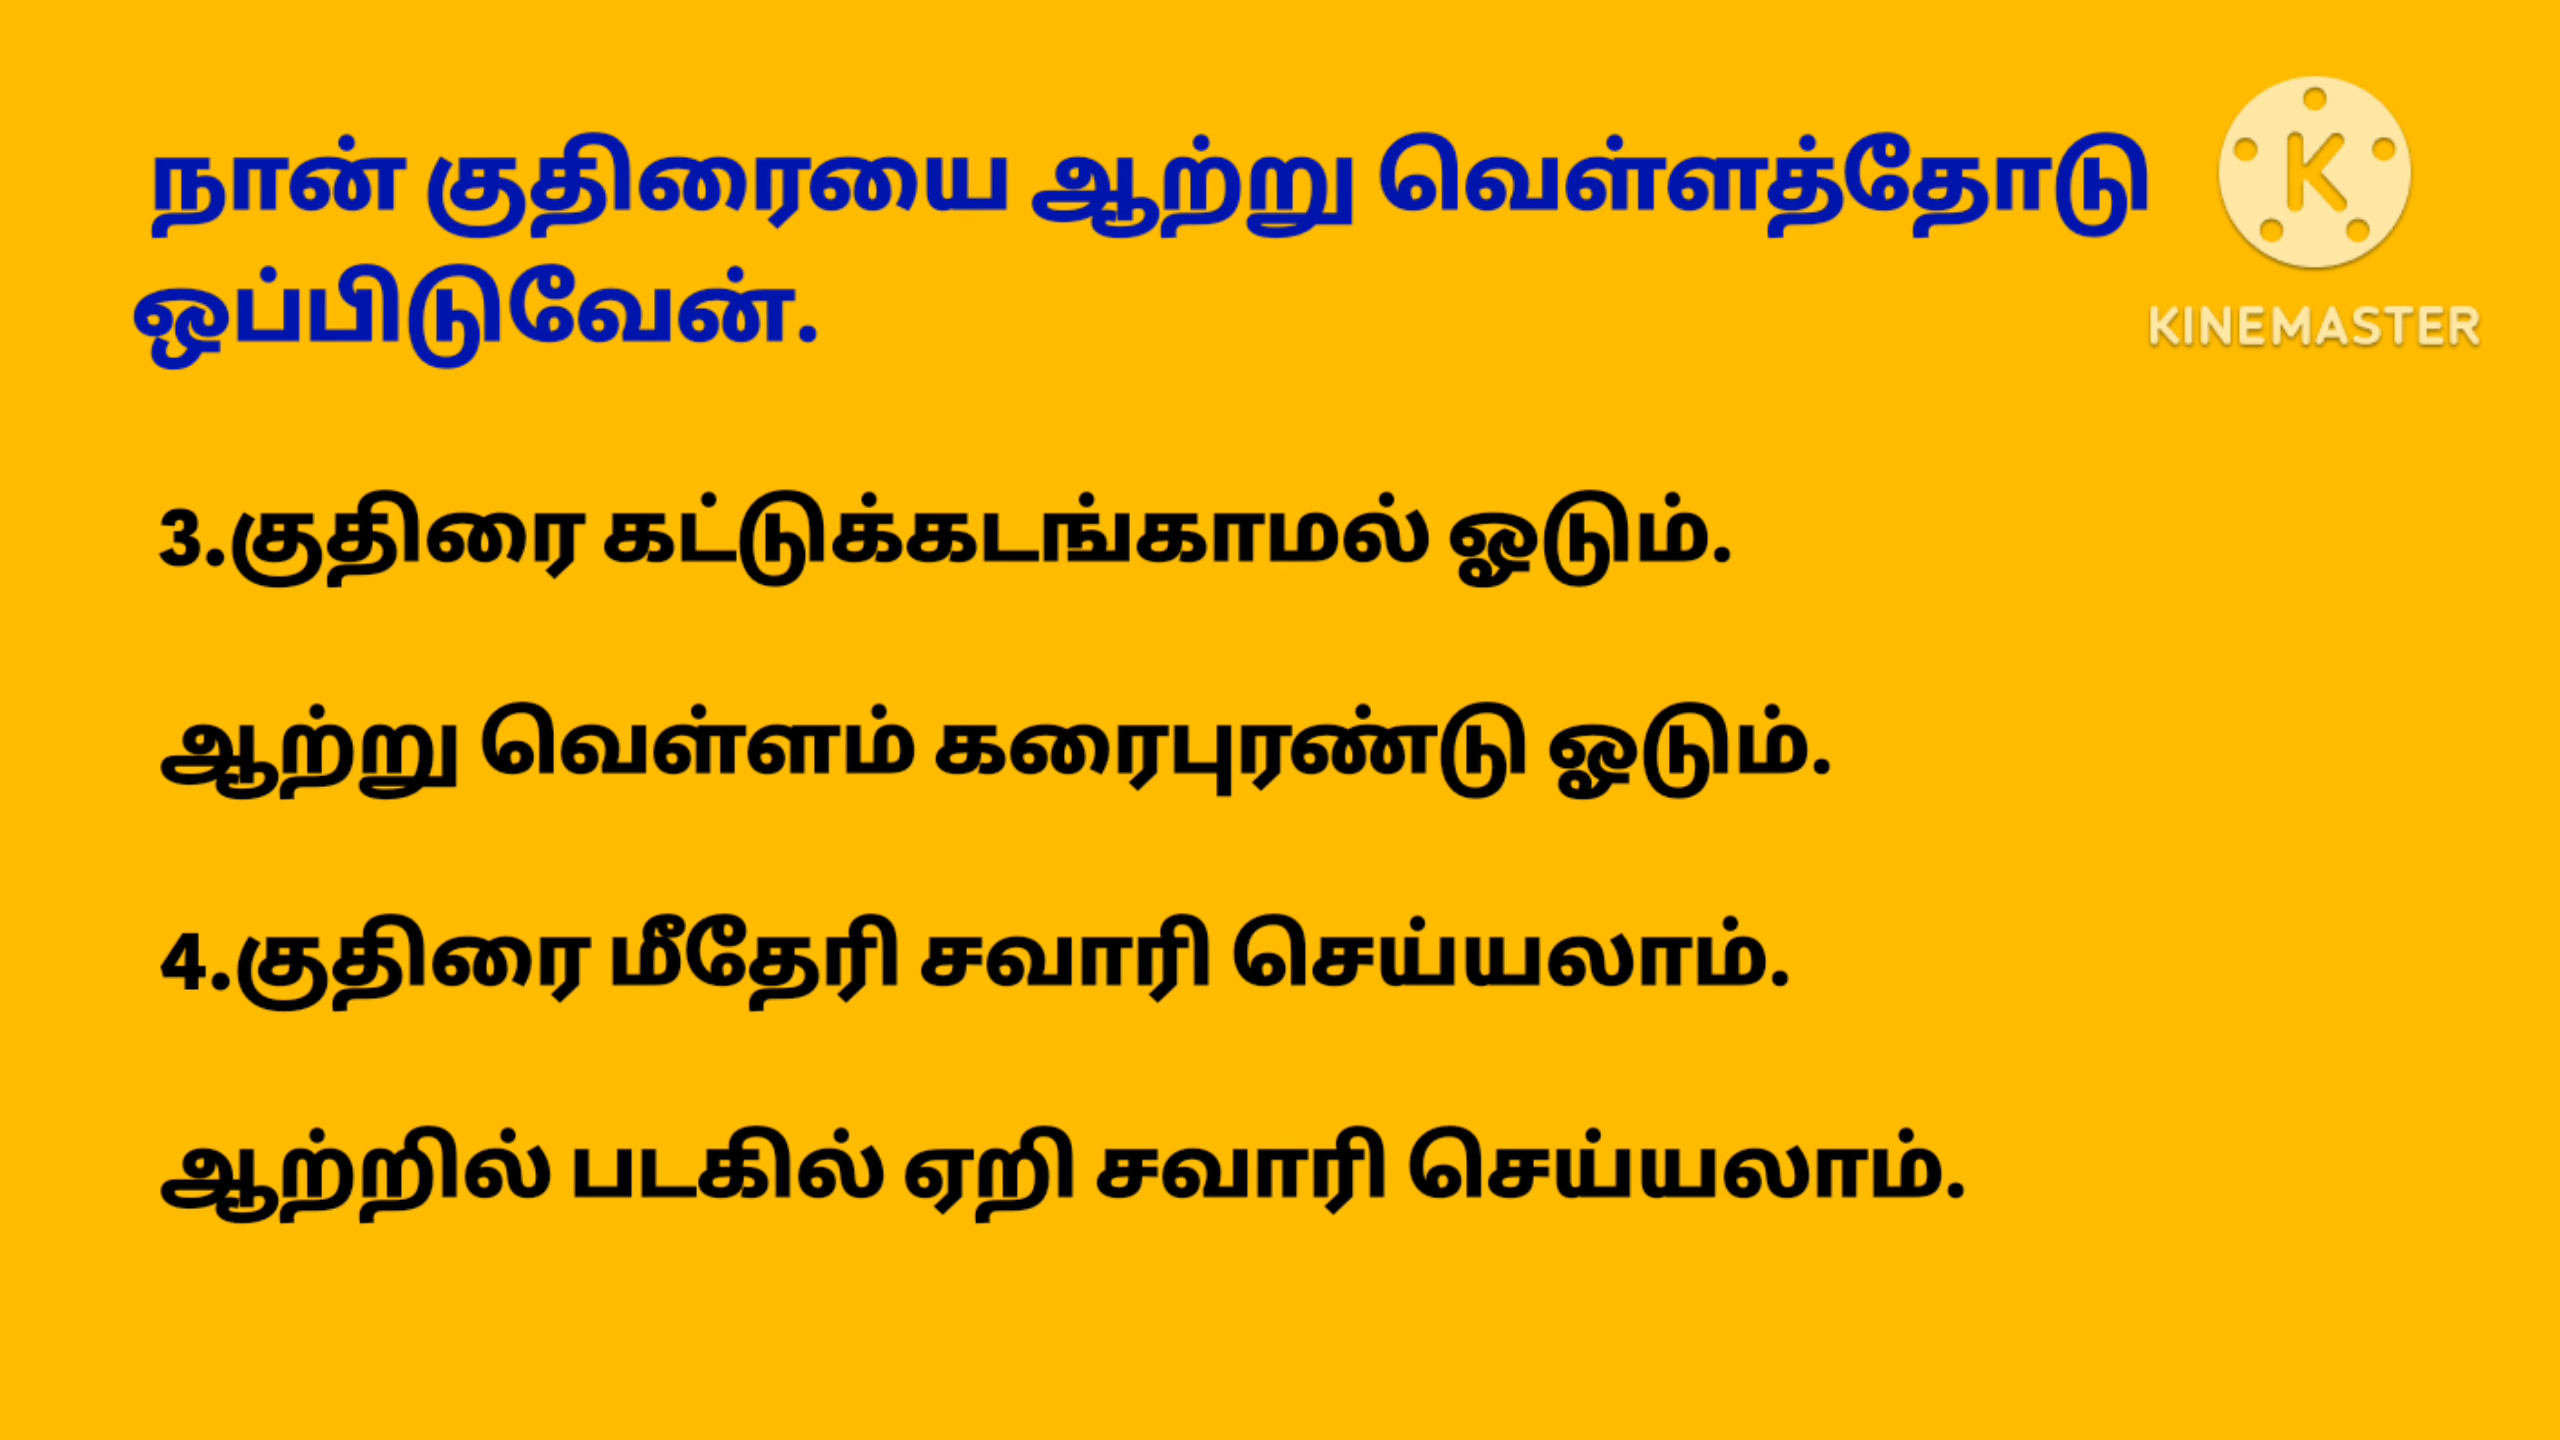 நான் குதிரையை ஆற்று வெள்ளத்தோடு
ஒப்பிடுவேன்.
KINEMASTER
3.குதிரை கட்டுக்கடங்காமல் ஓடும்.
ஆற்று வெள்ளம் கரைபுரண்டு ஓடும்.
4.குதிரை மீதேரி சவாரி செய்யலாம்.
ஆற்றில் படகில் ஏறி சவாரி செய்யலாம்.